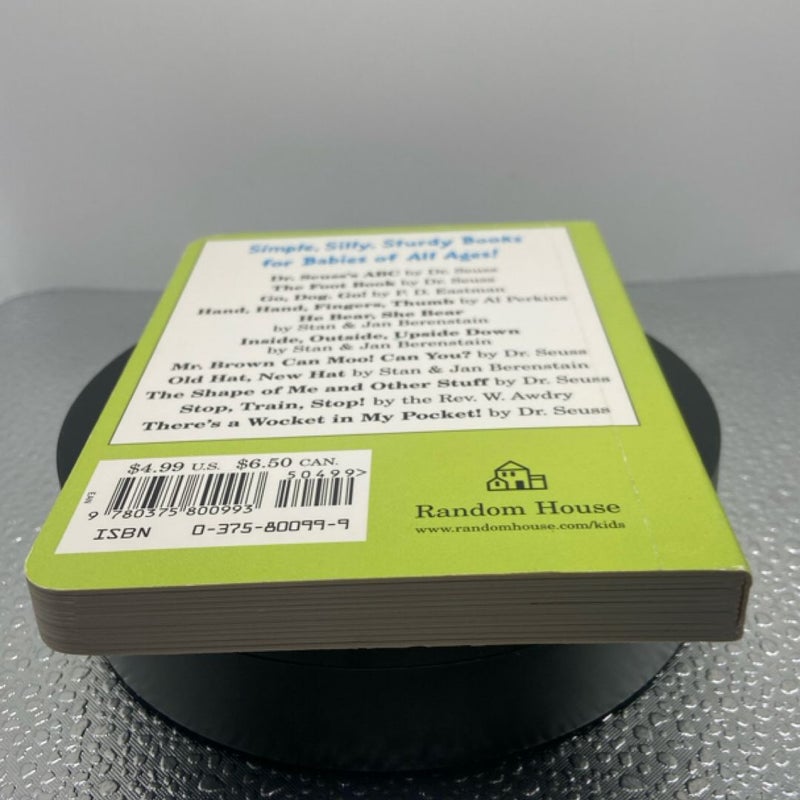 Simple, Silly, Sturdy Books
for Babies of All Ages!
Dr. Seuss's ABC by Dr. Seuss
The Foot Book by Dr. Seuss
Go, Dog. Go! by P. D. Eastman
Hand, Hand, Fingers, Thumb by Al Perkins
He Bear, She Bear
by Stan & Jan Berenstain
Inside, Outside, Upside Down
by Stan & Jan Berenstain
Mr. Brown Can Moo! Can You? by Dr. Seuss
Old Hat, New Hat by Stan & Jan Berenstain
The Shape of Me and Other Stuff by Dr. Seuss
Stop, Train, Stop! by the Rev. W. Awdry
There's a Wocket in My Pocket! by Dr. Seuss
$4.99 U.S. $6.50 CAN.
50499>
EAN
9 780375 800993
ISBN 0-375-80099-9
Random House
www.randomhouse.com/kids